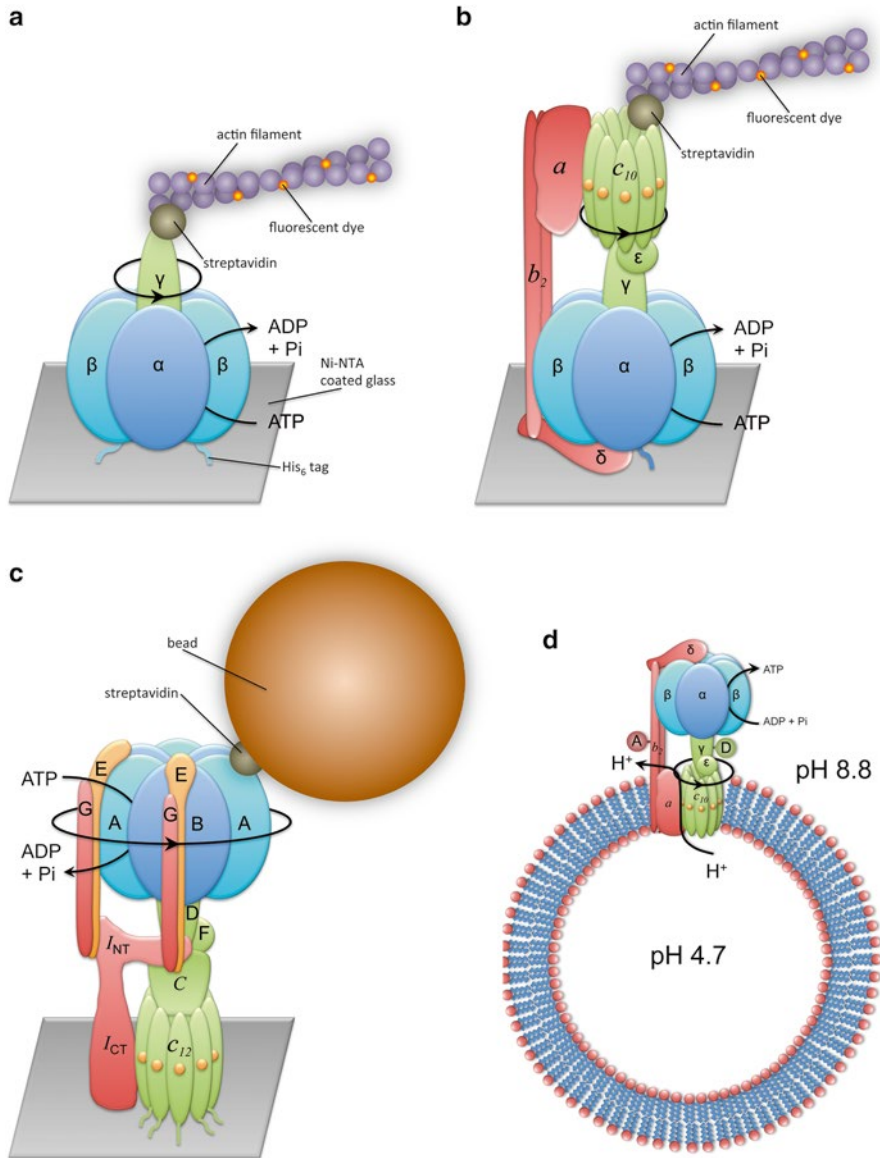 a
actin filament
fluorescent dye
streptavidin
γ
β
α
β
ADP
+ Pi
ATP
Ni-NTA
coated glass
His₆ tag
b
actin filament
fluorescent dye
streptavidin
a
c₁₀
ε
b₂
γ
β
α
β
ADP
+ Pi
ATP
δ
c
bead
streptavidin
ATP
E
E
G
A
G
B
A
ADP
+ Pi
D
F
I_NT
C
I_CT
c₁₂
d
δ
β
α
β
ATP
ADP + Pi
A
b₂
γ
D
ε
H⁺
c₁₀
a
pH 8.8
H⁺
pH 4.7